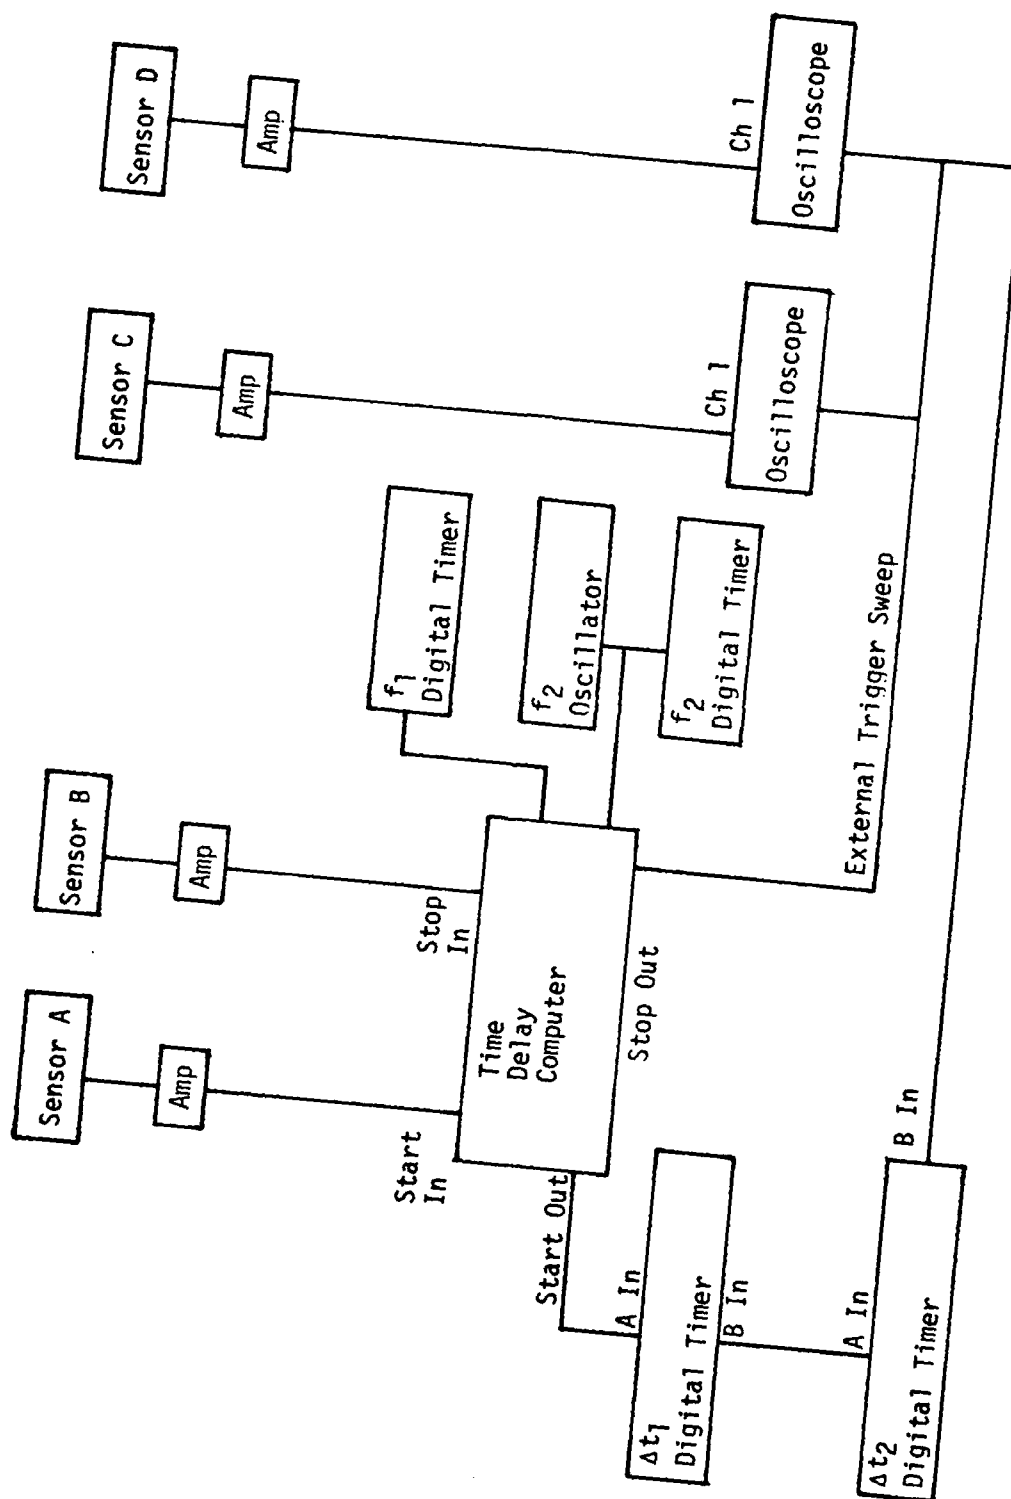 Sensor A
Sensor B
Sensor C
Sensor D
Amp
Amp
Amp
Amp
Start
In
Stop
In
Time
Delay
Computer
Start Out
Stop Out
f1
Digital Timer
f2
Oscillator
f2
Digital Timer
Ch 1
Oscilloscope
Ch 1
Oscilloscope
External Trigger Sweep
A In
Δt1
Digital Timer
B In
A In
B In
Δt2
Digital Timer